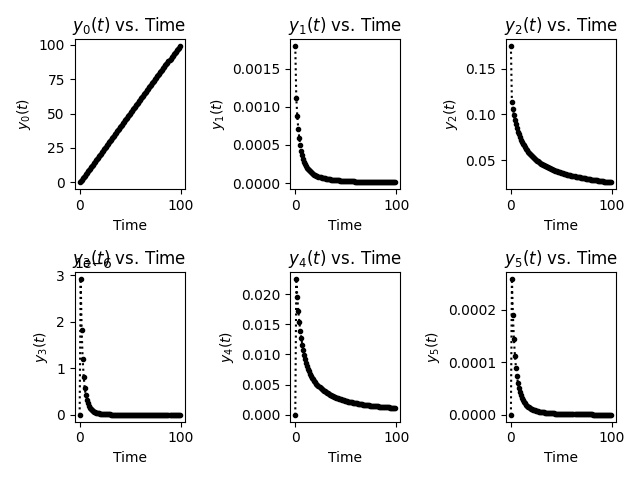 y₀(t) vs. Time
y₁(t) vs. Time
y₂(t) vs. Time
100
75
50
25
0
y₀(t)
0
100
Time
0.0015
0.0010
0.0005
0.0000
y₁(t)
0
100
Time
0.15
0.10
0.05
y₂(t)
0
100
Time
y₃(t) vs. Time
1e−6
y₄(t) vs. Time
y₅(t) vs. Time
3
2
1
0
y₃(t)
0
100
Time
0.020
0.015
0.010
0.005
0.000
y₄(t)
0
100
Time
0.0002
0.0001
0.0000
y₅(t)
0
100
Time